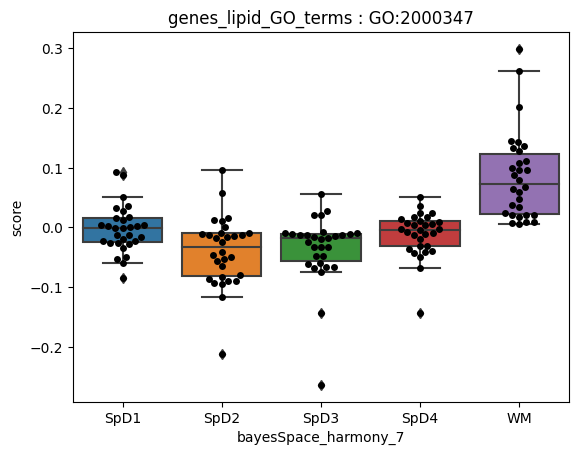 genes_lipid_GO_terms : GO:2000347
score
0.3
0.2
0.1
0.0
−0.1
−0.2
SpD1 SpD2 SpD3 SpD4 WM
bayesSpace_harmony_7